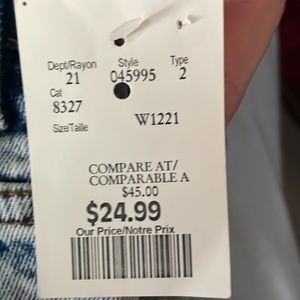 Dept/Rayon Style Type
21 045995 2
Cat
8327
W1221
Size/Taille
COMPARE AT/
COMPARABLE A
$45.00
$24.99
Our Price/Notre Prix